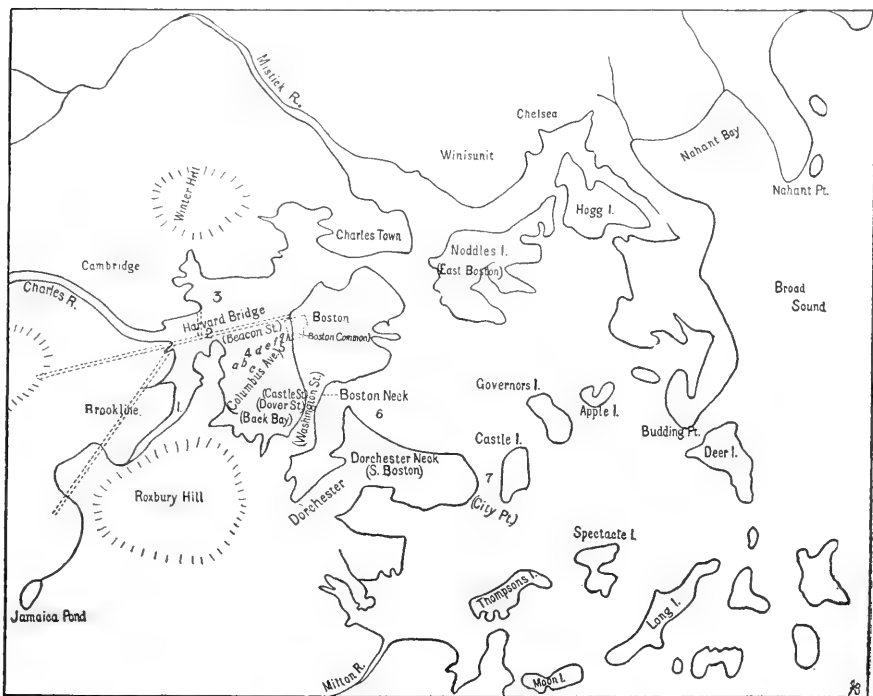 Mistick R.
Chelsea
Winisunit
Nahant Bay
Nahant Pt.
Winter Hill
Hogg I.
Charles Town
Noddles I.
(East Boston)
Cambridge
Charles R.
3
Broad
Sound
Harvard Bridge
Boston
2
(Beacon St.)
(Boston Common)
4
a b c d e f g h
5
Columbus Ave.
Governors I.
Apple I.
(Castle St.)
Boston Neck
(Dover St.)
(Washington St.)
Brookline.
1.
(Back Bay)
6
Budding Pt.
Castle I.
Deer I.
Dorchester Neck
(S. Boston)
7
Roxbury Hill
Dorchester
(City Pt.)
Spectacle I.
Thompsons I.
Long I.
Jamaica Pond
Milton R.
Moon I.